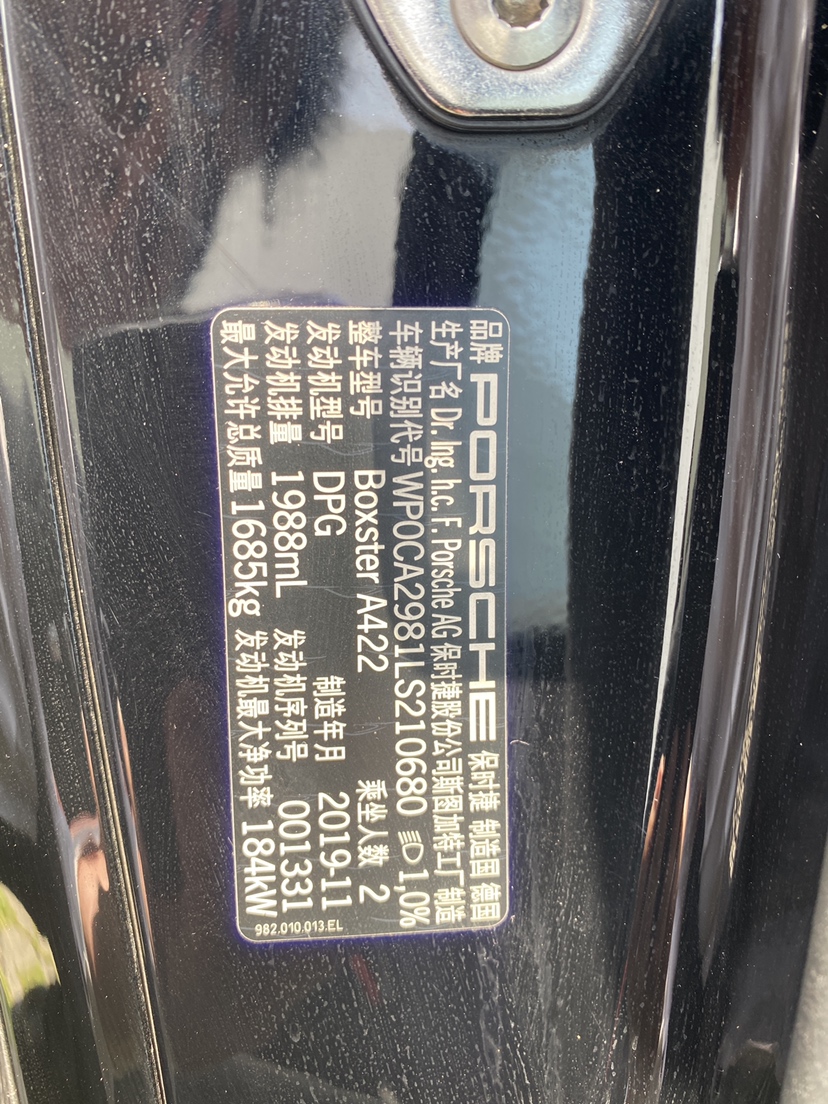 品牌 PORSCHE 保时捷 制造国 德国
生产厂名 Dr. Ing. h.c. F. Porsche AG 保时捷股份公司斯图加特工厂 制造
车辆识别代号 WP0CA2981LS210680 1,0%
整车型号 Boxster A422 乘坐人数 2
发动机型号 DPG 制造年月 2019-11
发动机排量 1988mL 发动机序列号 001331
最大允许总质量 1685kg 发动机最大净功率 184kW
982.010.013.EL